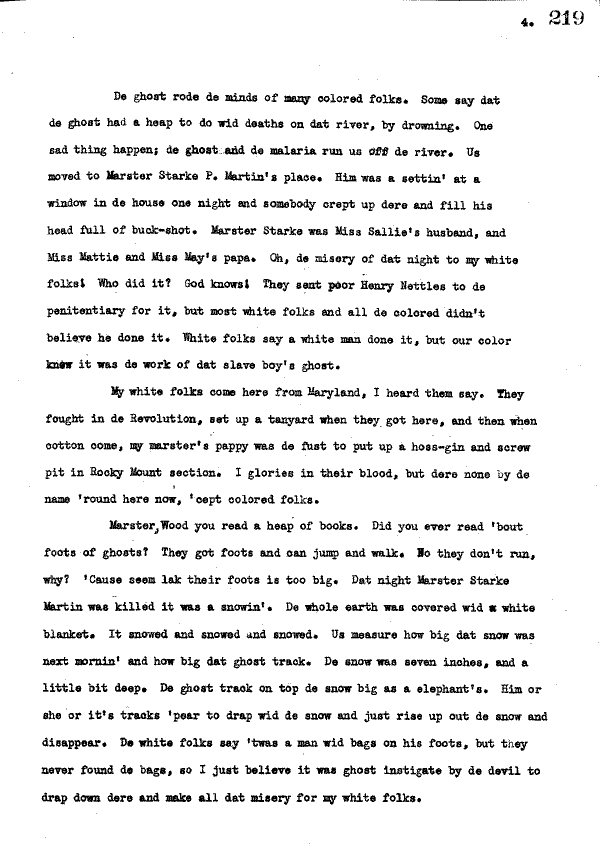 4. 219
De ghost rode de minds of many colored folks. Some say dat
de ghost had a heap to do wid deaths on dat river, by drowning. One
sad thing happen; de ghost and de malaria run us off de river. Us
moved to Marster Starke P. Martin's place. Him was a settin' at a
window in de house one night and somebody crept up dere and fill his
head full of buck-shot. Marster Starke was Miss Sallie's husband, and
Miss Mattie and Miss May's papa. Oh, de misery of dat night to my white
folks! Who did it? God knows! They sent poor Henry Nettles to de
penitentiary for it, but most white folks and all de colored didn't
believe he done it. White folks say a white man done it, but our color
know it was de work of dat slave boy's ghost.
My white folks come here from Maryland, I heard them say. They
fought in de Revolution, set up a tanyard when they got here, and then when
cotton come, my marster's pappy was de fust to put up a hoss-gin and screw
pit in Rocky Mount section. I glories in their blood, but dere none by de
name 'round here now, 'cept colored folks.
Marster, Wood you read a heap of books. Did you ever read 'bout
foots of ghosts? They got foots and can jump and walk. No they don't run,
why? 'Cause seem lak their foots is too big. Dat night Marster Starke
Martin was killed it was a snowin'. De whole earth was covered wid a white
blanket. It snowed and snowed and snowed. Us measure how big dat snow was
next mornin' and how big dat ghost track. De snow was seven inches, and a
little bit deep. De ghost track on top de snow big as a elephant's. Him or
she or it's tracks 'pear to drap wid de snow and just rise up out de snow and
disappear. De white folks say 'twas a man wid bags on his foots, but they
never found de bags, so I just believe it was ghost instigate by de devil to
drap down dere and make all dat misery for my white folks.